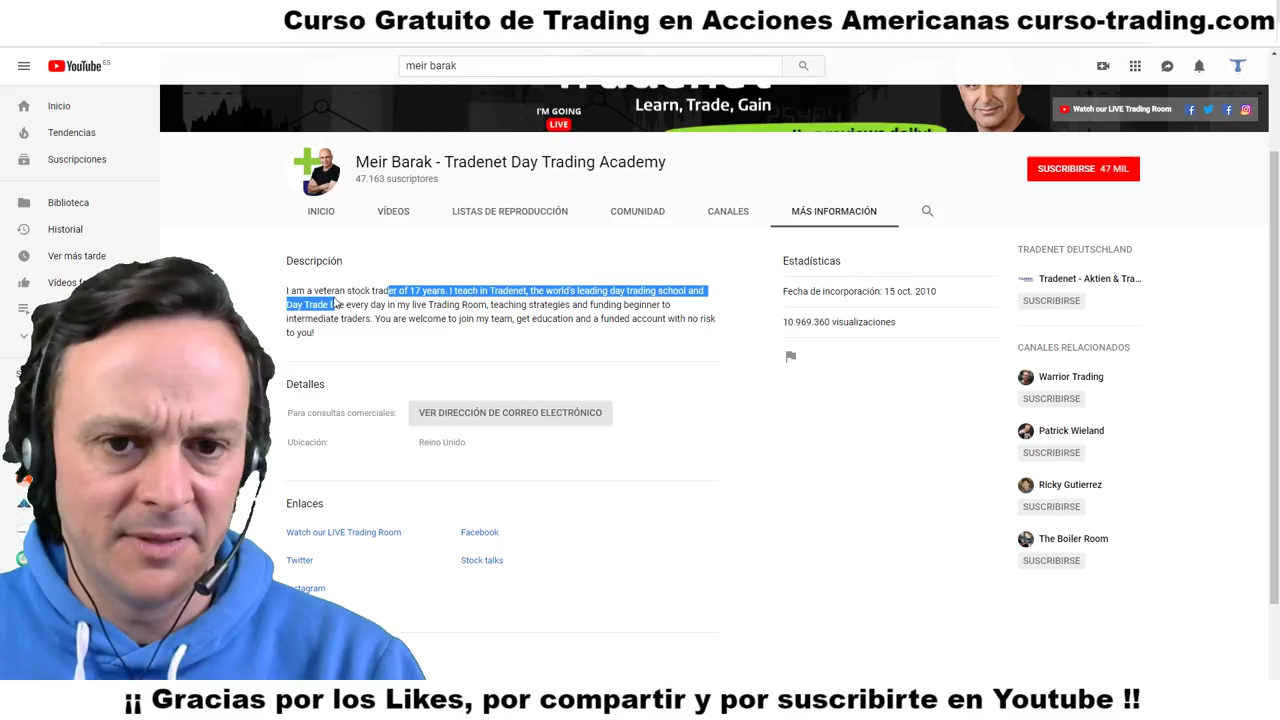 Curso Gratuito de Trading en Acciones Americanas curso-trading.com
YouTube ES
meir barak
Inicio
Tendencias
Suscripciones
Biblioteca
Historial
Ver más tarde
I'M GOING
LIVE
Learn, Trade, Gain
Watch our LIVE Trading Room
Meir Barak - Tradenet Day Trading Academy
47.163 suscriptores
SUSCRIBIRSE 47 MIL
INICIO VÍDEOS LISTAS DE REPRODUCCIÓN COMUNIDAD CANALES MÁS INFORMACIÓN
Descripción
I am a veteran stock trader of 17 years. I teach in Tradenet, the world's leading day trading school and
Day Trade live every day in my live Trading Room, teaching strategies and funding beginner to
intermediate traders. You are welcome to join my team, get education and a funded account with no risk
to you!
Detalles
Para consultas comerciales: VER DIRECCIÓN DE CORREO ELECTRÓNICO
Ubicación: Reino Unido
Enlaces
Watch our LIVE Trading Room Facebook
Twitter Stock talks
Estadísticas
Fecha de incorporación: 15 oct. 2010
10.969.360 visualizaciones
TRADENET DEUTSCHLAND
Tradenet - Aktien & Tra...
SUSCRIBIRSE
CANALES RELACIONADOS
Warrior Trading
SUSCRIBIRSE
Patrick Wieland
SUSCRIBIRSE
Ricky Gutierrez
SUSCRIBIRSE
The Boiler Room
SUSCRIBIRSE
¡¡ Gracias por los Likes, por compartir y por suscribirte en Youtube !!